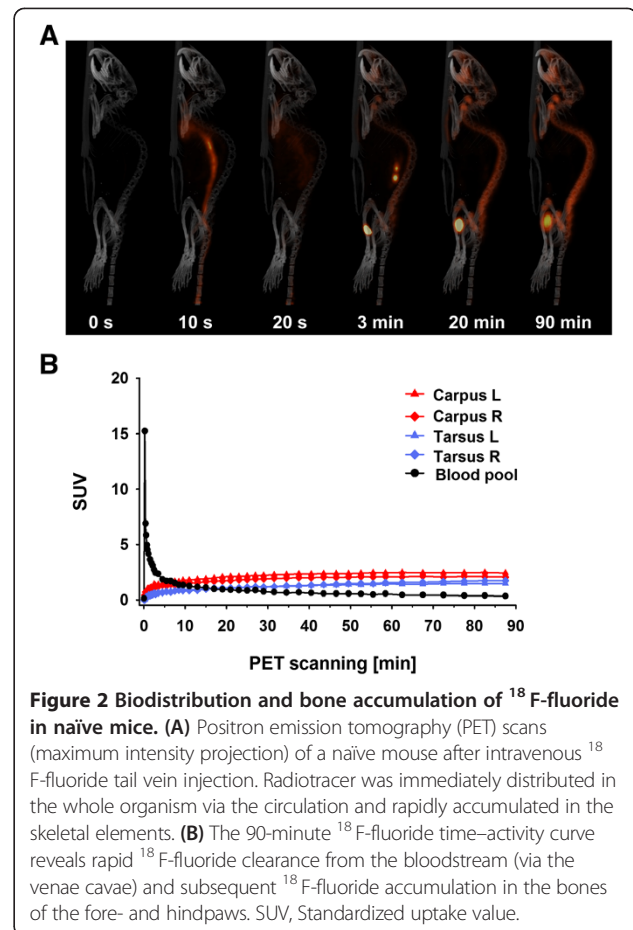 A
0 s 10 s 20 s 3 min 20 min 90 min
B
20
15
10
5
0
SUV
Carpus L
Carpus R
Tarsus L
Tarsus R
Blood pool
0 10 20 30 40 50 60 70 80 90
PET scanning [min]
Figure 2 Biodistribution and bone accumulation of ¹⁸ F-fluoride
in naïve mice. (A) Positron emission tomography (PET) scans
(maximum intensity projection) of a naïve mouse after intravenous ¹⁸
F-fluoride tail vein injection. Radiotracer was immediately distributed in
the whole organism via the circulation and rapidly accumulated in the
skeletal elements. (B) The 90-minute ¹⁸ F-fluoride time–activity curve
reveals rapid ¹⁸ F-fluoride clearance from the bloodstream (via the
venae cavae) and subsequent ¹⁸ F-fluoride accumulation in the bones
of the fore- and hindpaws. SUV, Standardized uptake value.